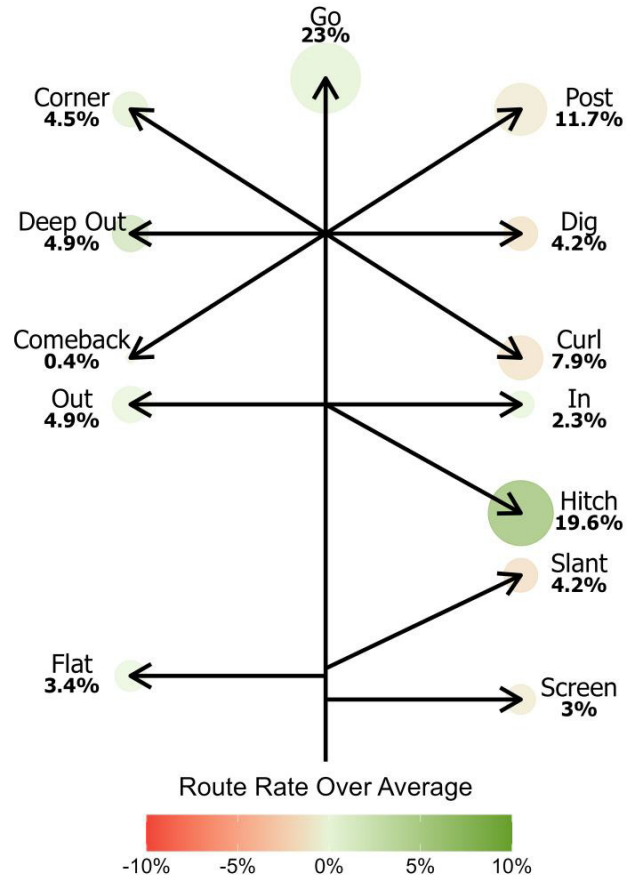 Go
23%
Corner
4.5%
Post
11.7%
Deep Out
4.9%
Dig
4.2%
Comeback
0.4%
Curl
7.9%
Out
4.9%
In
2.3%
Hitch
19.6%
Slant
4.2%
Flat
3.4%
Screen
3%
Route Rate Over Average
-10% -5% 0% 5% 10%